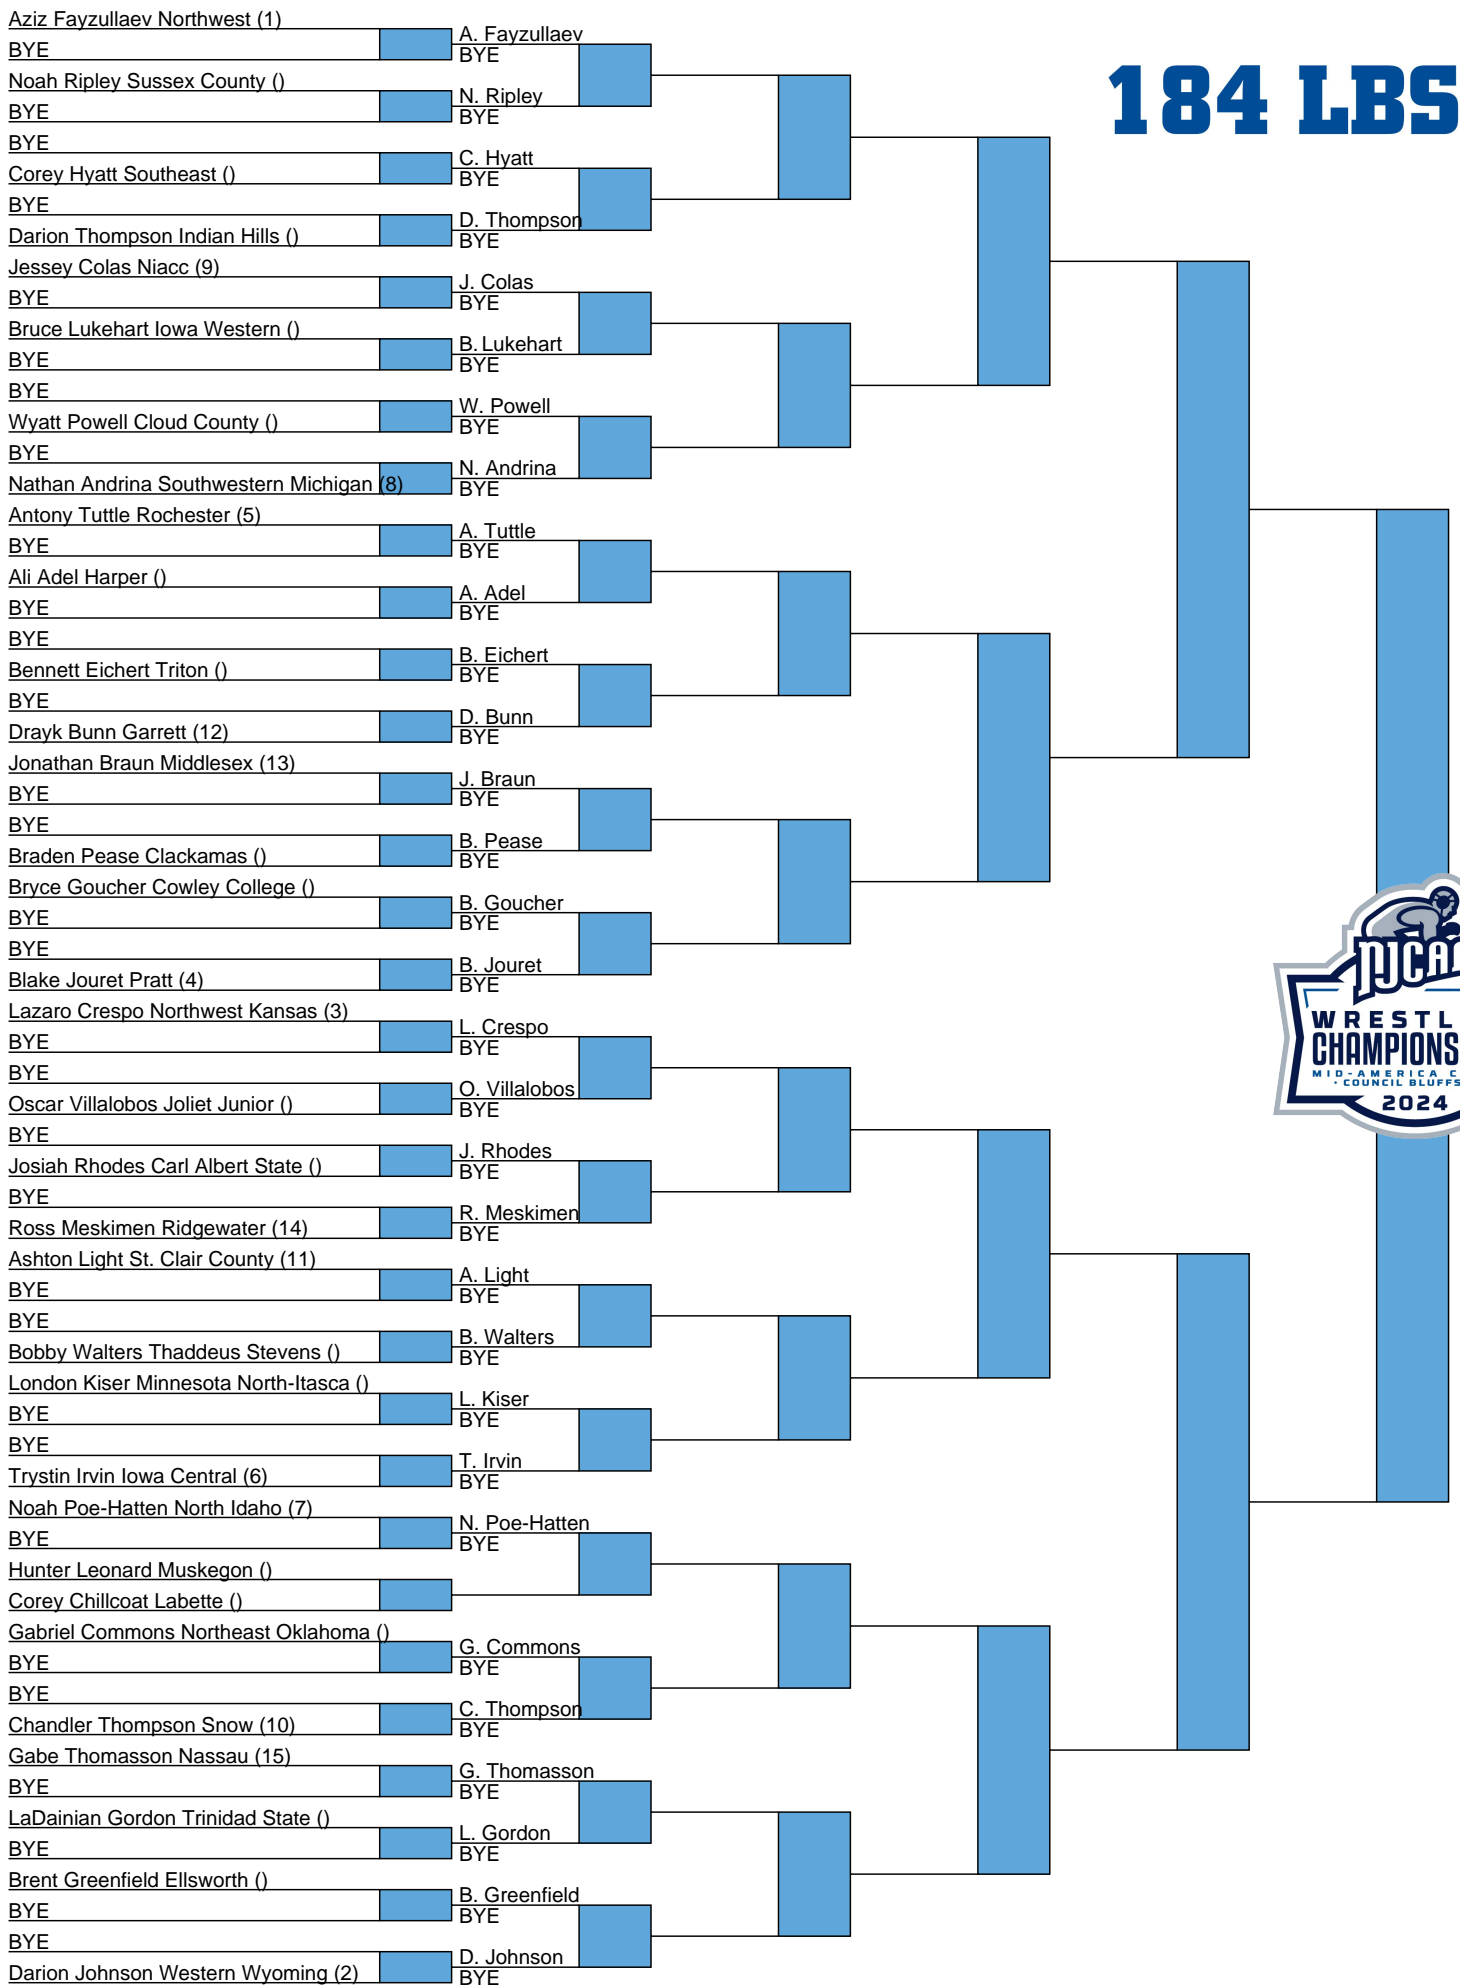 184 LBS
Aziz Fayzullaev Northwest (1)
BYE
Noah Ripley Sussex County ()
BYE
BYE
Corey Hyatt Southeast ()
BYE
Darion Thompson Indian Hills ()
Jessey Colas Niacc (9)
BYE
Bruce Lukehart Iowa Western ()
BYE
BYE
Wyatt Powell Cloud County ()
BYE
Nathan Andrina Southwestern Michigan (8)
Antony Tuttle Rochester (5)
BYE
Ali Adel Harper ()
BYE
BYE
Bennett Eichert Triton ()
BYE
Drayk Bunn Garrett (12)
Jonathan Braun Middlesex (13)
BYE
BYE
Braden Pease Clackamas ()
Bryce Goucher Cowley College ()
BYE
BYE
Blake Jouret Pratt (4)
Lazaro Crespo Northwest Kansas (3)
BYE
BYE
Oscar Villalobos Joliet Junior ()
BYE
Josiah Rhodes Carl Albert State ()
BYE
Ross Meskimen Ridgewater (14)
Ashton Light St. Clair County (11)
BYE
BYE
Bobby Walters Thaddeus Stevens ()
London Kiser Minnesota North-Itasca ()
BYE
BYE
Trystin Irvin Iowa Central (6)
Noah Poe-Hatten North Idaho (7)
BYE
Hunter Leonard Muskegon ()
Corey Chillcoat Labette ()
Gabriel Commons Northeast Oklahoma ()
BYE
BYE
Chandler Thompson Snow (10)
Gabe Thomasson Nassau (15)
BYE
LaDainian Gordon Trinidad State ()
BYE
Brent Greenfield Ellsworth ()
BYE
BYE
Darion Johnson Western Wyoming (2)
A. Fayzullaev
BYE
N. Ripley
BYE
C. Hyatt
BYE
D. Thompson
BYE
J. Colas
BYE
B. Lukehart
BYE
W. Powell
BYE
N. Andrina
BYE
A. Tuttle
BYE
A. Adel
BYE
B. Eichert
BYE
D. Bunn
BYE
J. Braun
BYE
B. Pease
BYE
B. Goucher
BYE
B. Jouret
BYE
L. Crespo
BYE
O. Villalobos
BYE
J. Rhodes
BYE
R. Meskimen
BYE
A. Light
BYE
B. Walters
BYE
L. Kiser
BYE
T. Irvin
BYE
N. Poe-Hatten
BYE
G. Commons
BYE
C. Thompson
BYE
G. Thomasson
BYE
L. Gordon
BYE
B. Greenfield
BYE
D. Johnson
BYE
NJCA
WRESTL
CHAMPIONS
MID-AMERICA C
• COUNCIL BLUFFS
2024